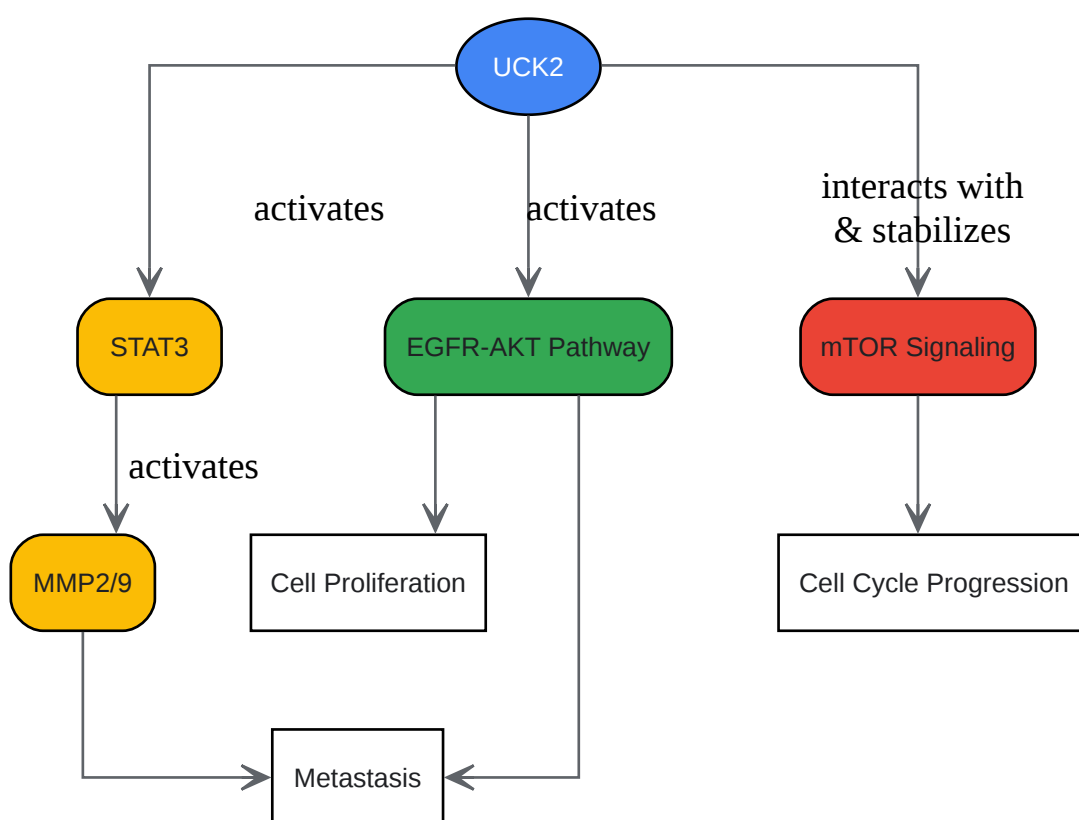 UCK2
activates
activates
interacts with
& stabilizes
STAT3
EGFR-AKT Pathway
mTOR Signaling
activates
MMP2/9
Cell Proliferation
Cell Cycle Progression
Metastasis